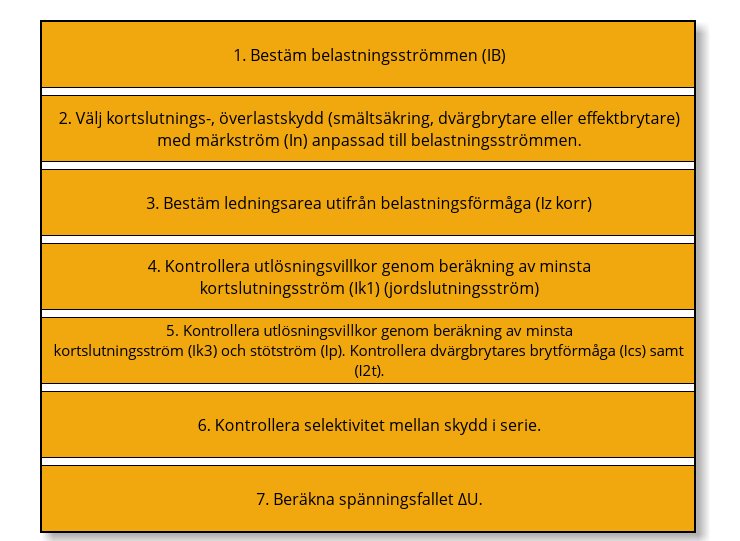 1. Bestäm belastningsströmmen (IB)
2. Välj kortslutnings-, överlastskydd (smältsäkring, dvärgbrytare eller effektbrytare)
med märkström (In) anpassad till belastningsströmmen.
3. Bestäm ledningsarea utifrån belastningsförmåga (Iz korr)
4. Kontrollera utlösningsvillkor genom beräkning av minsta
kortslutningsström (Ik1) (jordslutningsström)
5. Kontrollera utlösningsvillkor genom beräkning av minsta
kortslutningsström (Ik3) och stötström (Ip). Kontrollera dvärgbrytares brytförmåga (Ics) samt
(I2t).
6. Kontrollera selektivitet mellan skydd i serie.
7. Beräkna spänningsfallet ΔU.